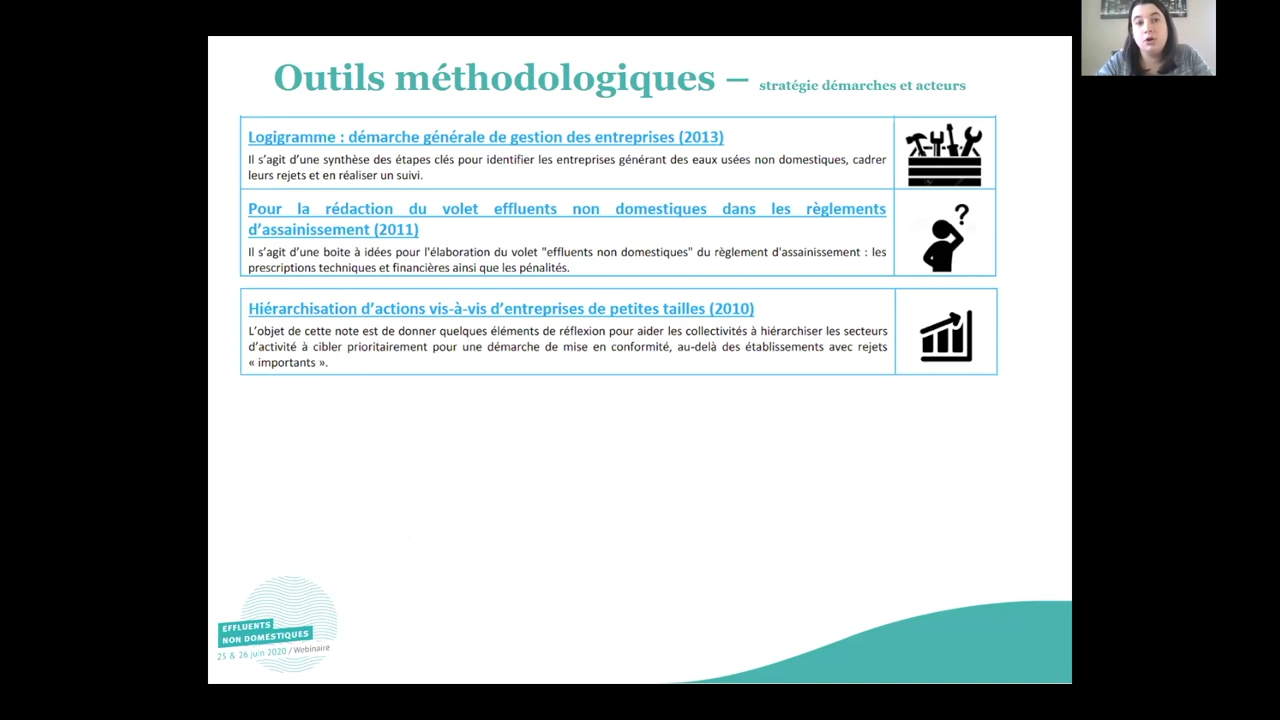 Outils méthodologiques – stratégie démarches et acteurs
Logigramme : démarche générale de gestion des entreprises (2013)
Il s’agit d’une synthèse des étapes clés pour identifier les entreprises générant des eaux usées non domestiques, cadrer
leurs rejets et en réaliser un suivi.
Pour la rédaction du volet effluents non domestiques dans les règlements
d’assainissement (2011)
Il s’agit d’une boite à idées pour l'élaboration du volet "effluents non domestiques" du règlement d'assainissement : les
prescriptions techniques et financières ainsi que les pénalités.
Hiérarchisation d’actions vis-à-vis d’entreprises de petites tailles (2010)
L’objet de cette note est de donner quelques éléments de réflexion pour aider les collectivités à hiérarchiser les secteurs
d’activité à cibler prioritairement pour une démarche de mise en conformité, au-delà des établissements avec rejets
« importants ».
EFFLUENTS
NON DOMESTIQUES
25 & 26 juin 2020 / Webinaire